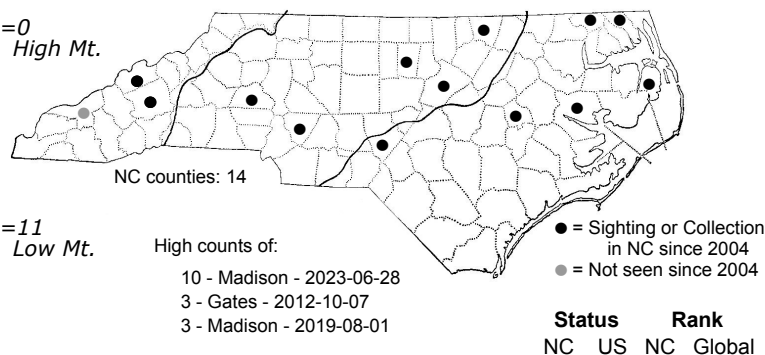 =0
High Mt.
NC counties: 14
=11
Low Mt.
High counts of:
10 - Madison - 2023-06-28
3 - Gates - 2012-10-07
3 - Madison - 2019-08-01
● = Sighting or Collection
in NC since 2004
● = Not seen since 2004
Status Rank
NC US NC Global